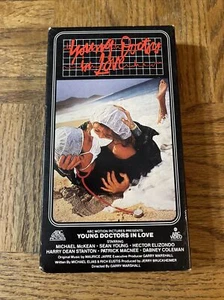 Young Doctors
in Love
ABC MOTION PICTURES PRESENTS
YOUNG DOCTORS IN LOVE
STARRING
MICHAEL McKEAN · SEAN YOUNG · HECTOR ELIZONDO
HARRY DEAN STANTON · PATRICK MACNEE · DABNEY COLEMAN
Original Music by MAURICE JARRE Executive Producer GARRY MARSHALL
Written By MICHAEL ELIAS & RICH EUSTIS Produced by JERRY BRUCKHEIMER
Directed By GARRY MARSHALL
VIDEO